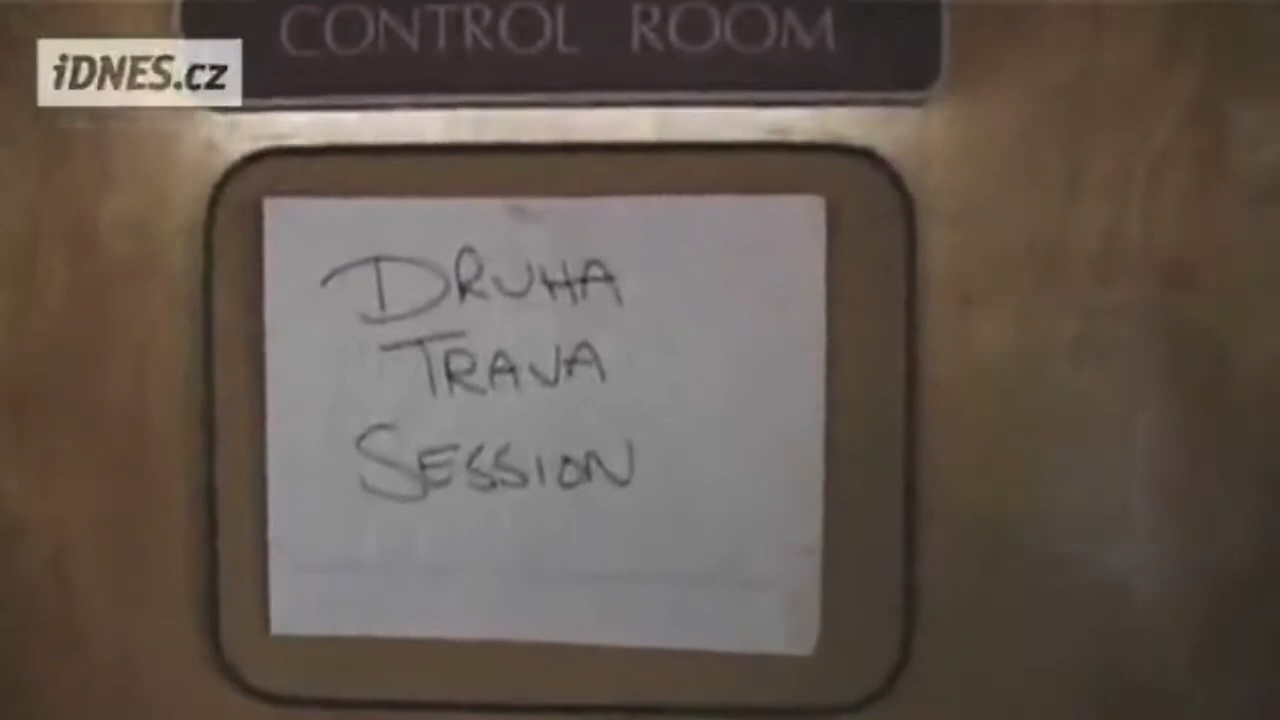 CONTROL ROOM
iDNES.cz
DRUHA
TRAVA
SESSION